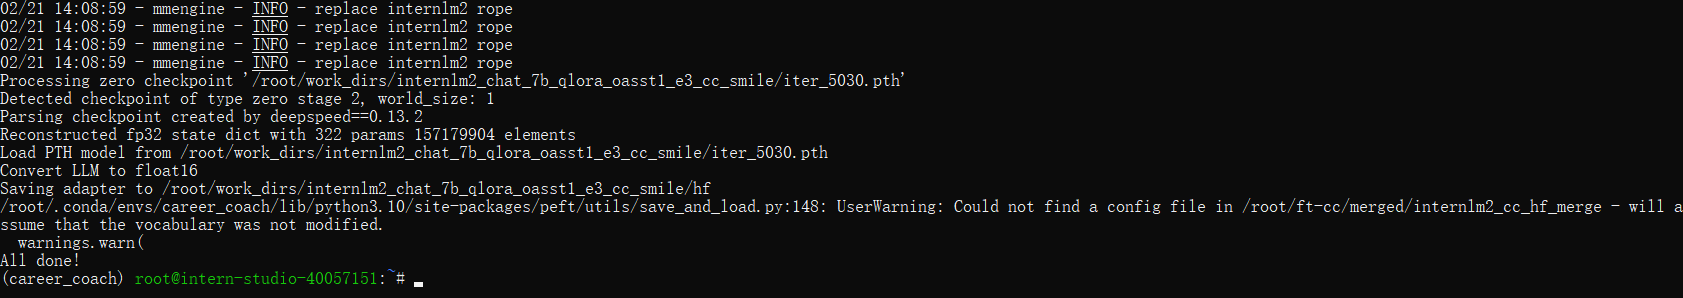 02/21 14:08:59 - mmengine - INFO - replace internlm2 rope
02/21 14:08:59 - mmengine - INFO - replace internlm2 rope
02/21 14:08:59 - mmengine - INFO - replace internlm2 rope
02/21 14:08:59 - mmengine - INFO - replace internlm2 rope
Processing zero checkpoint '/root/work_dirs/internlm2_chat_7b_qlora_oasst1_e3_cc_smile/iter_5030.pth'
Detected checkpoint of type zero stage 2, world_size: 1
Parsing checkpoint created by deepspeed==0.13.2
Reconstructed fp32 state dict with 322 params 157179904 elements
Load PTH model from /root/work_dirs/internlm2_chat_7b_qlora_oasst1_e3_cc_smile/iter_5030.pth
Convert LLM to float16
Saving adapter to /root/work_dirs/internlm2_chat_7b_qlora_oasst1_e3_cc_smile/hf
/root/.conda/envs/career_coach/lib/python3.10/site-packages/peft/utils/save_and_load.py:148: UserWarning: Could not find a config file in /root/ft-cc/merged/internlm2_cc_hf_merge - will a
ssume that the vocabulary was not modified.
  warnings.warn(
All done!
(career_coach) root@intern-studio-40057151:~#